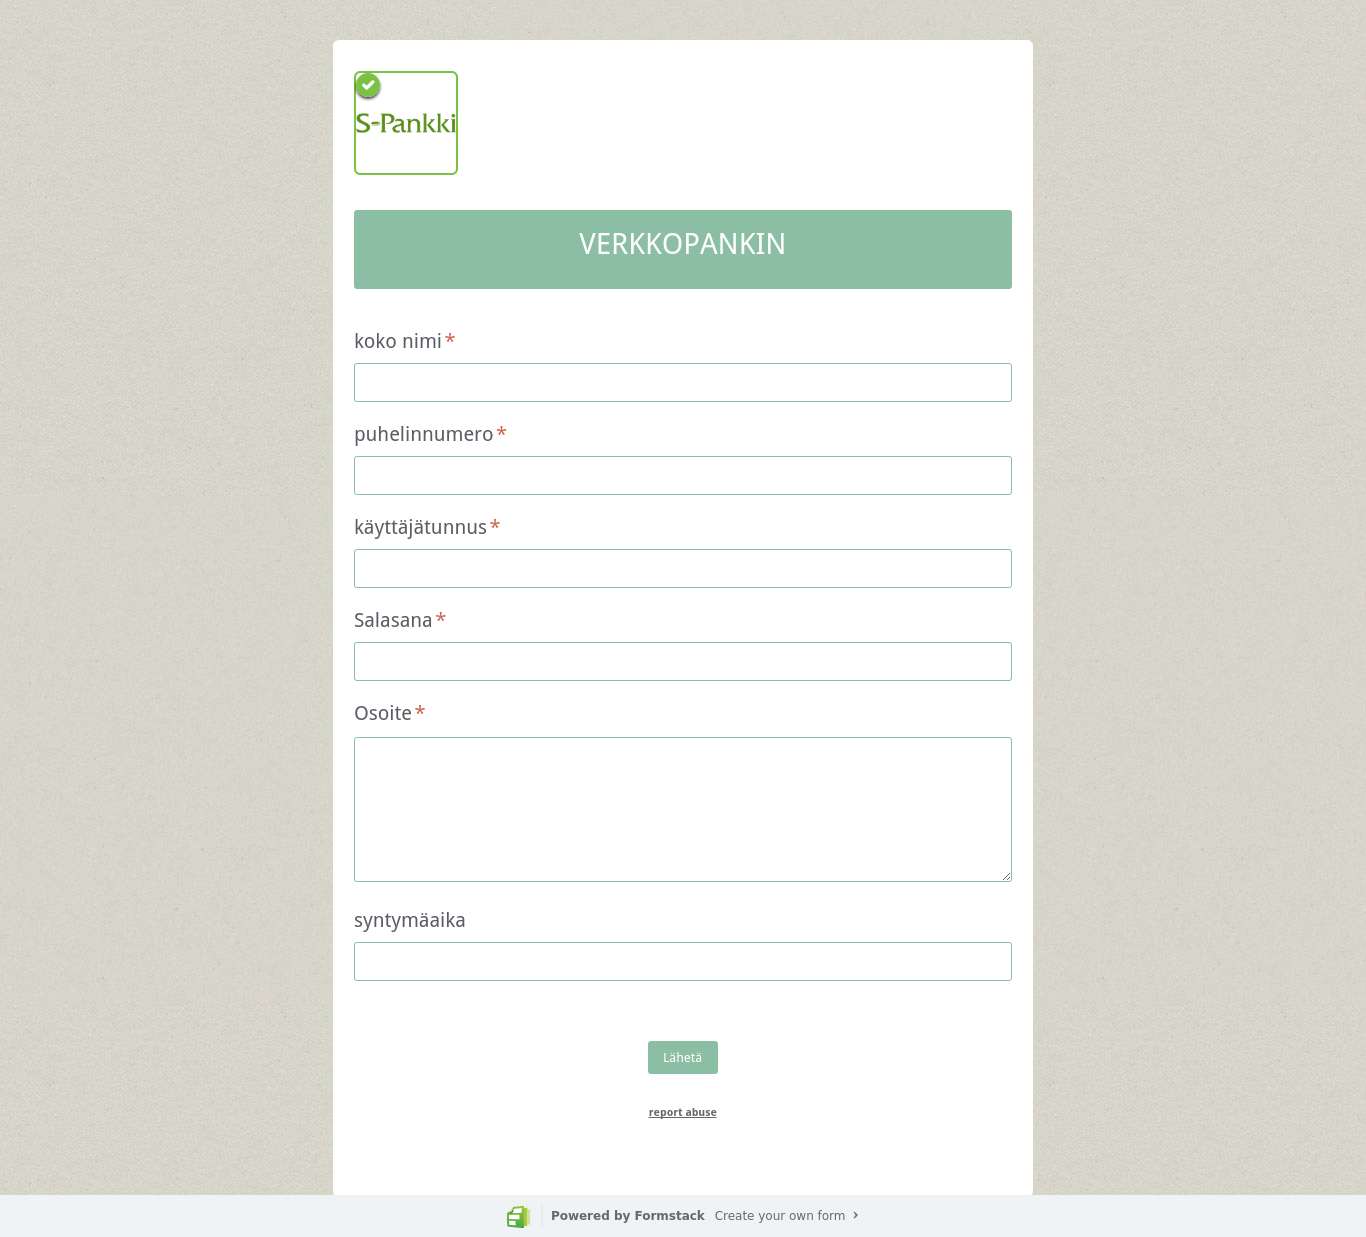 S-Pankki
VERKKOPANKIN
koko nimi*
puhelinnumero*
käyttäjätunnus*
Salasana*
Osoite*
syntymäaika
Lähetä
report abuse
Powered by Formstack Create your own form ›